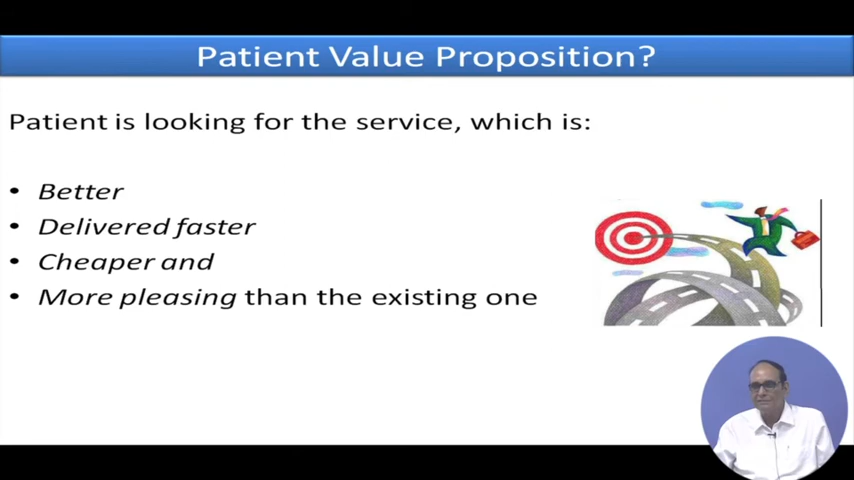 Patient Value Proposition?
Patient is looking for the service, which is:
• Better
• Delivered faster
• Cheaper and
• More pleasing than the existing one